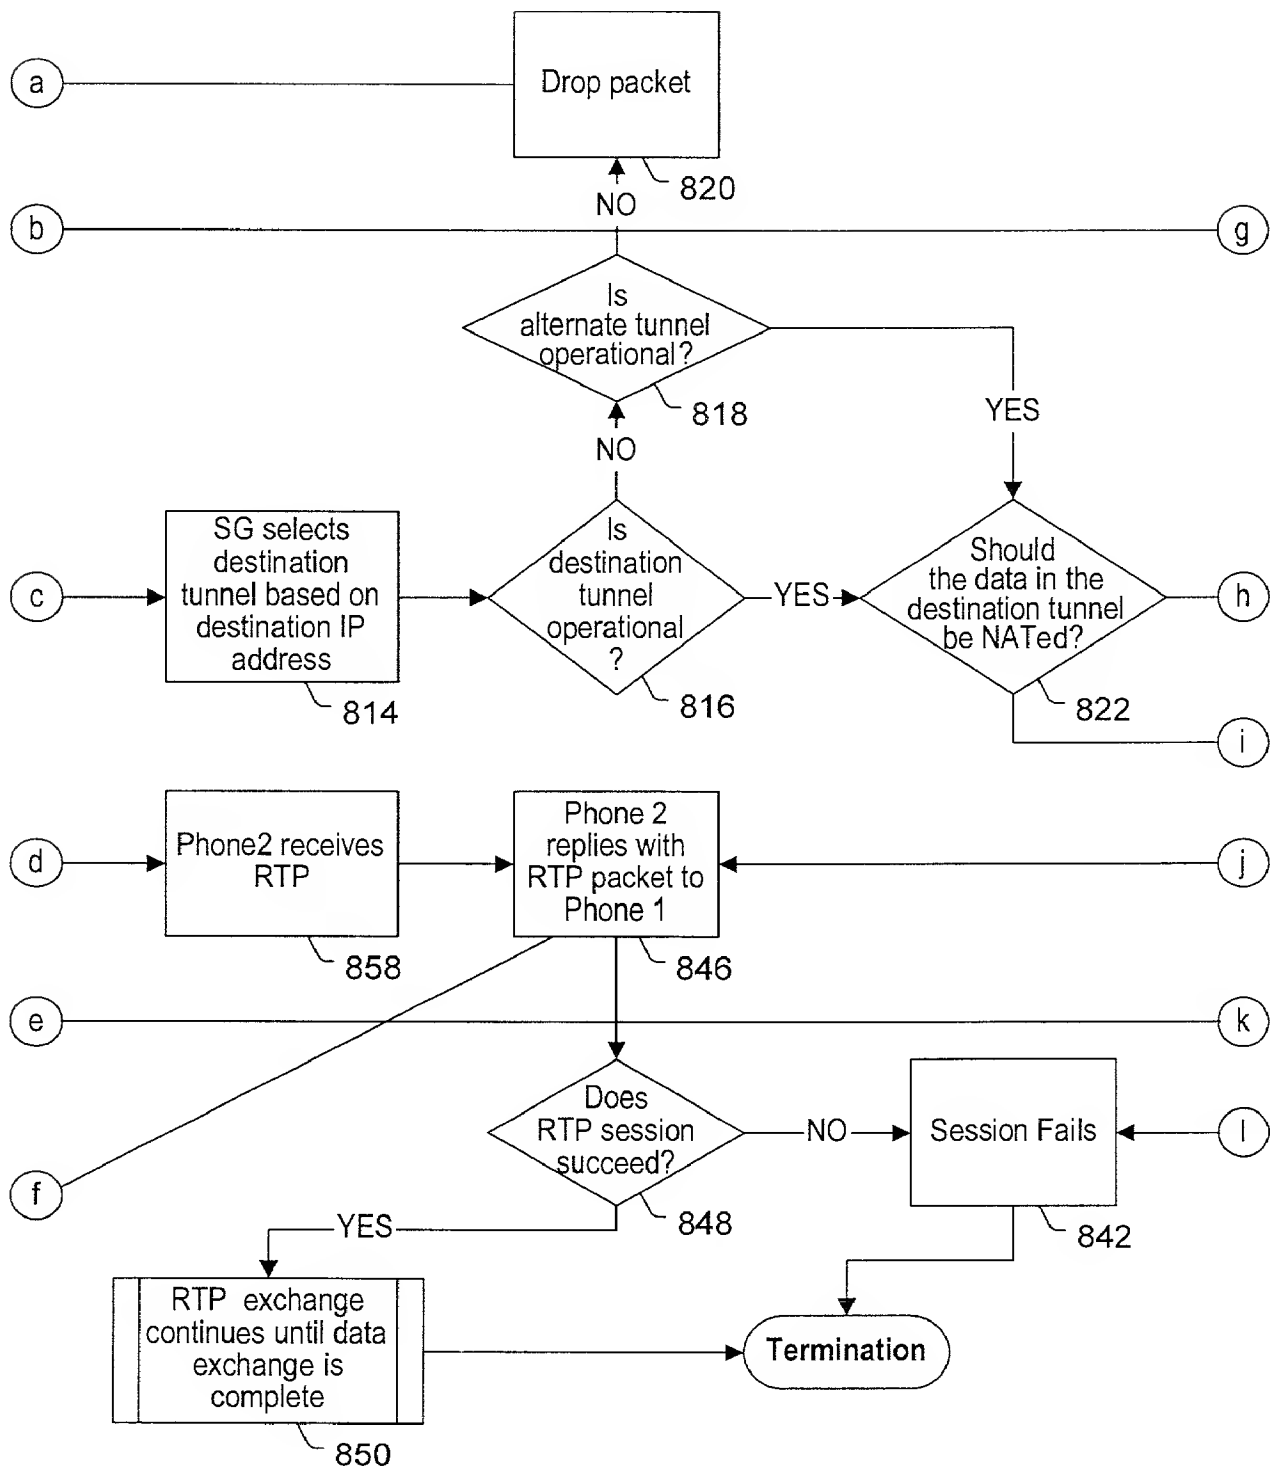 a
Drop packet
820
NO
b
g
Is
alternate tunnel
operational?
818
YES
NO
c
SG selects
destination
tunnel based on
destination IP
address
814
Is
destination
tunnel
operational
?
816
YES
Should
the data in the
destination tunnel
be NATed?
822
h
i
d
Phone2 receives
RTP
858
Phone 2
replies with
RTP packet to
Phone 1
846
j
e
k
Does
RTP session
succeed?
848
NO
Session Fails
842
l
f
YES
RTP exchange
continues until data
exchange is
complete
850
Termination